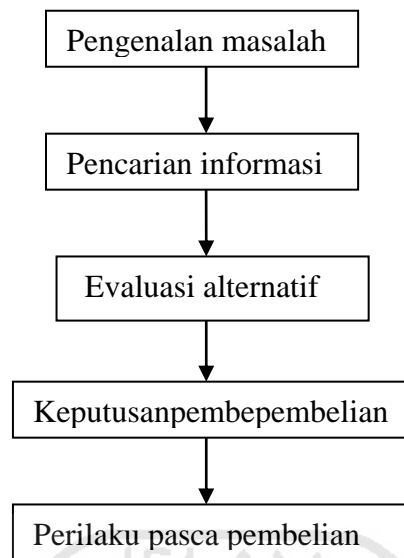 Pengenalan masalah
Pencarian informasi
Evaluasi alternatif
Keputusanpembepembelian
Perilaku pasca pembelian